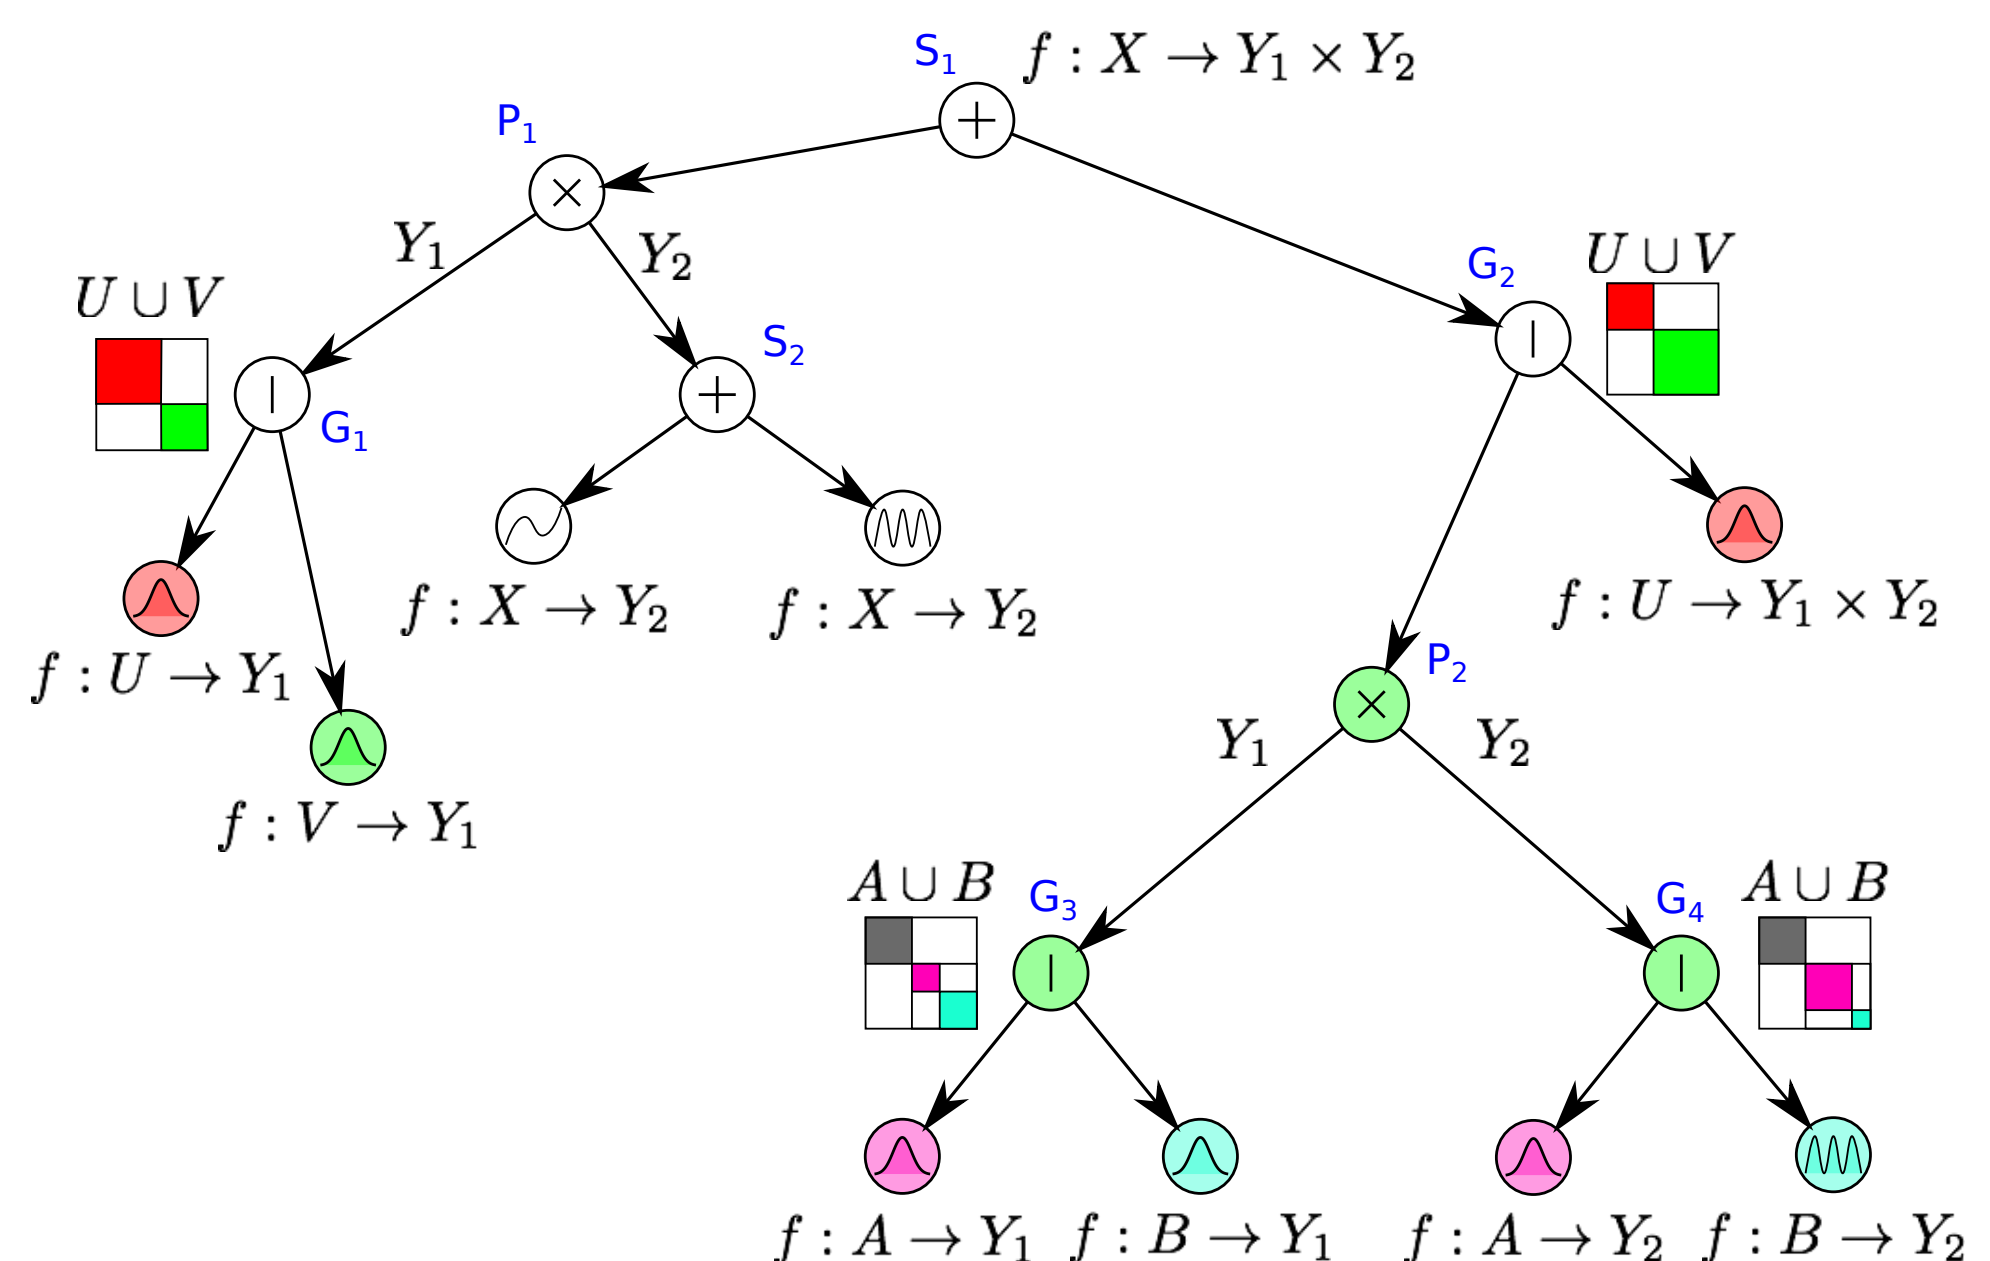 S₁
f : X → Y₁ × Y₂
P₁
Y₁
Y₂
U ∪ V
G₁
S₂
G₂
U ∪ V
f : X → Y₂
f : X → Y₂
f : U → Y₁ × Y₂
f : U → Y₁
f : V → Y₁
P₂
Y₁
Y₂
A ∪ B
G₃
G₄
A ∪ B
f : A → Y₁
f : B → Y₁
f : A → Y₂
f : B → Y₂